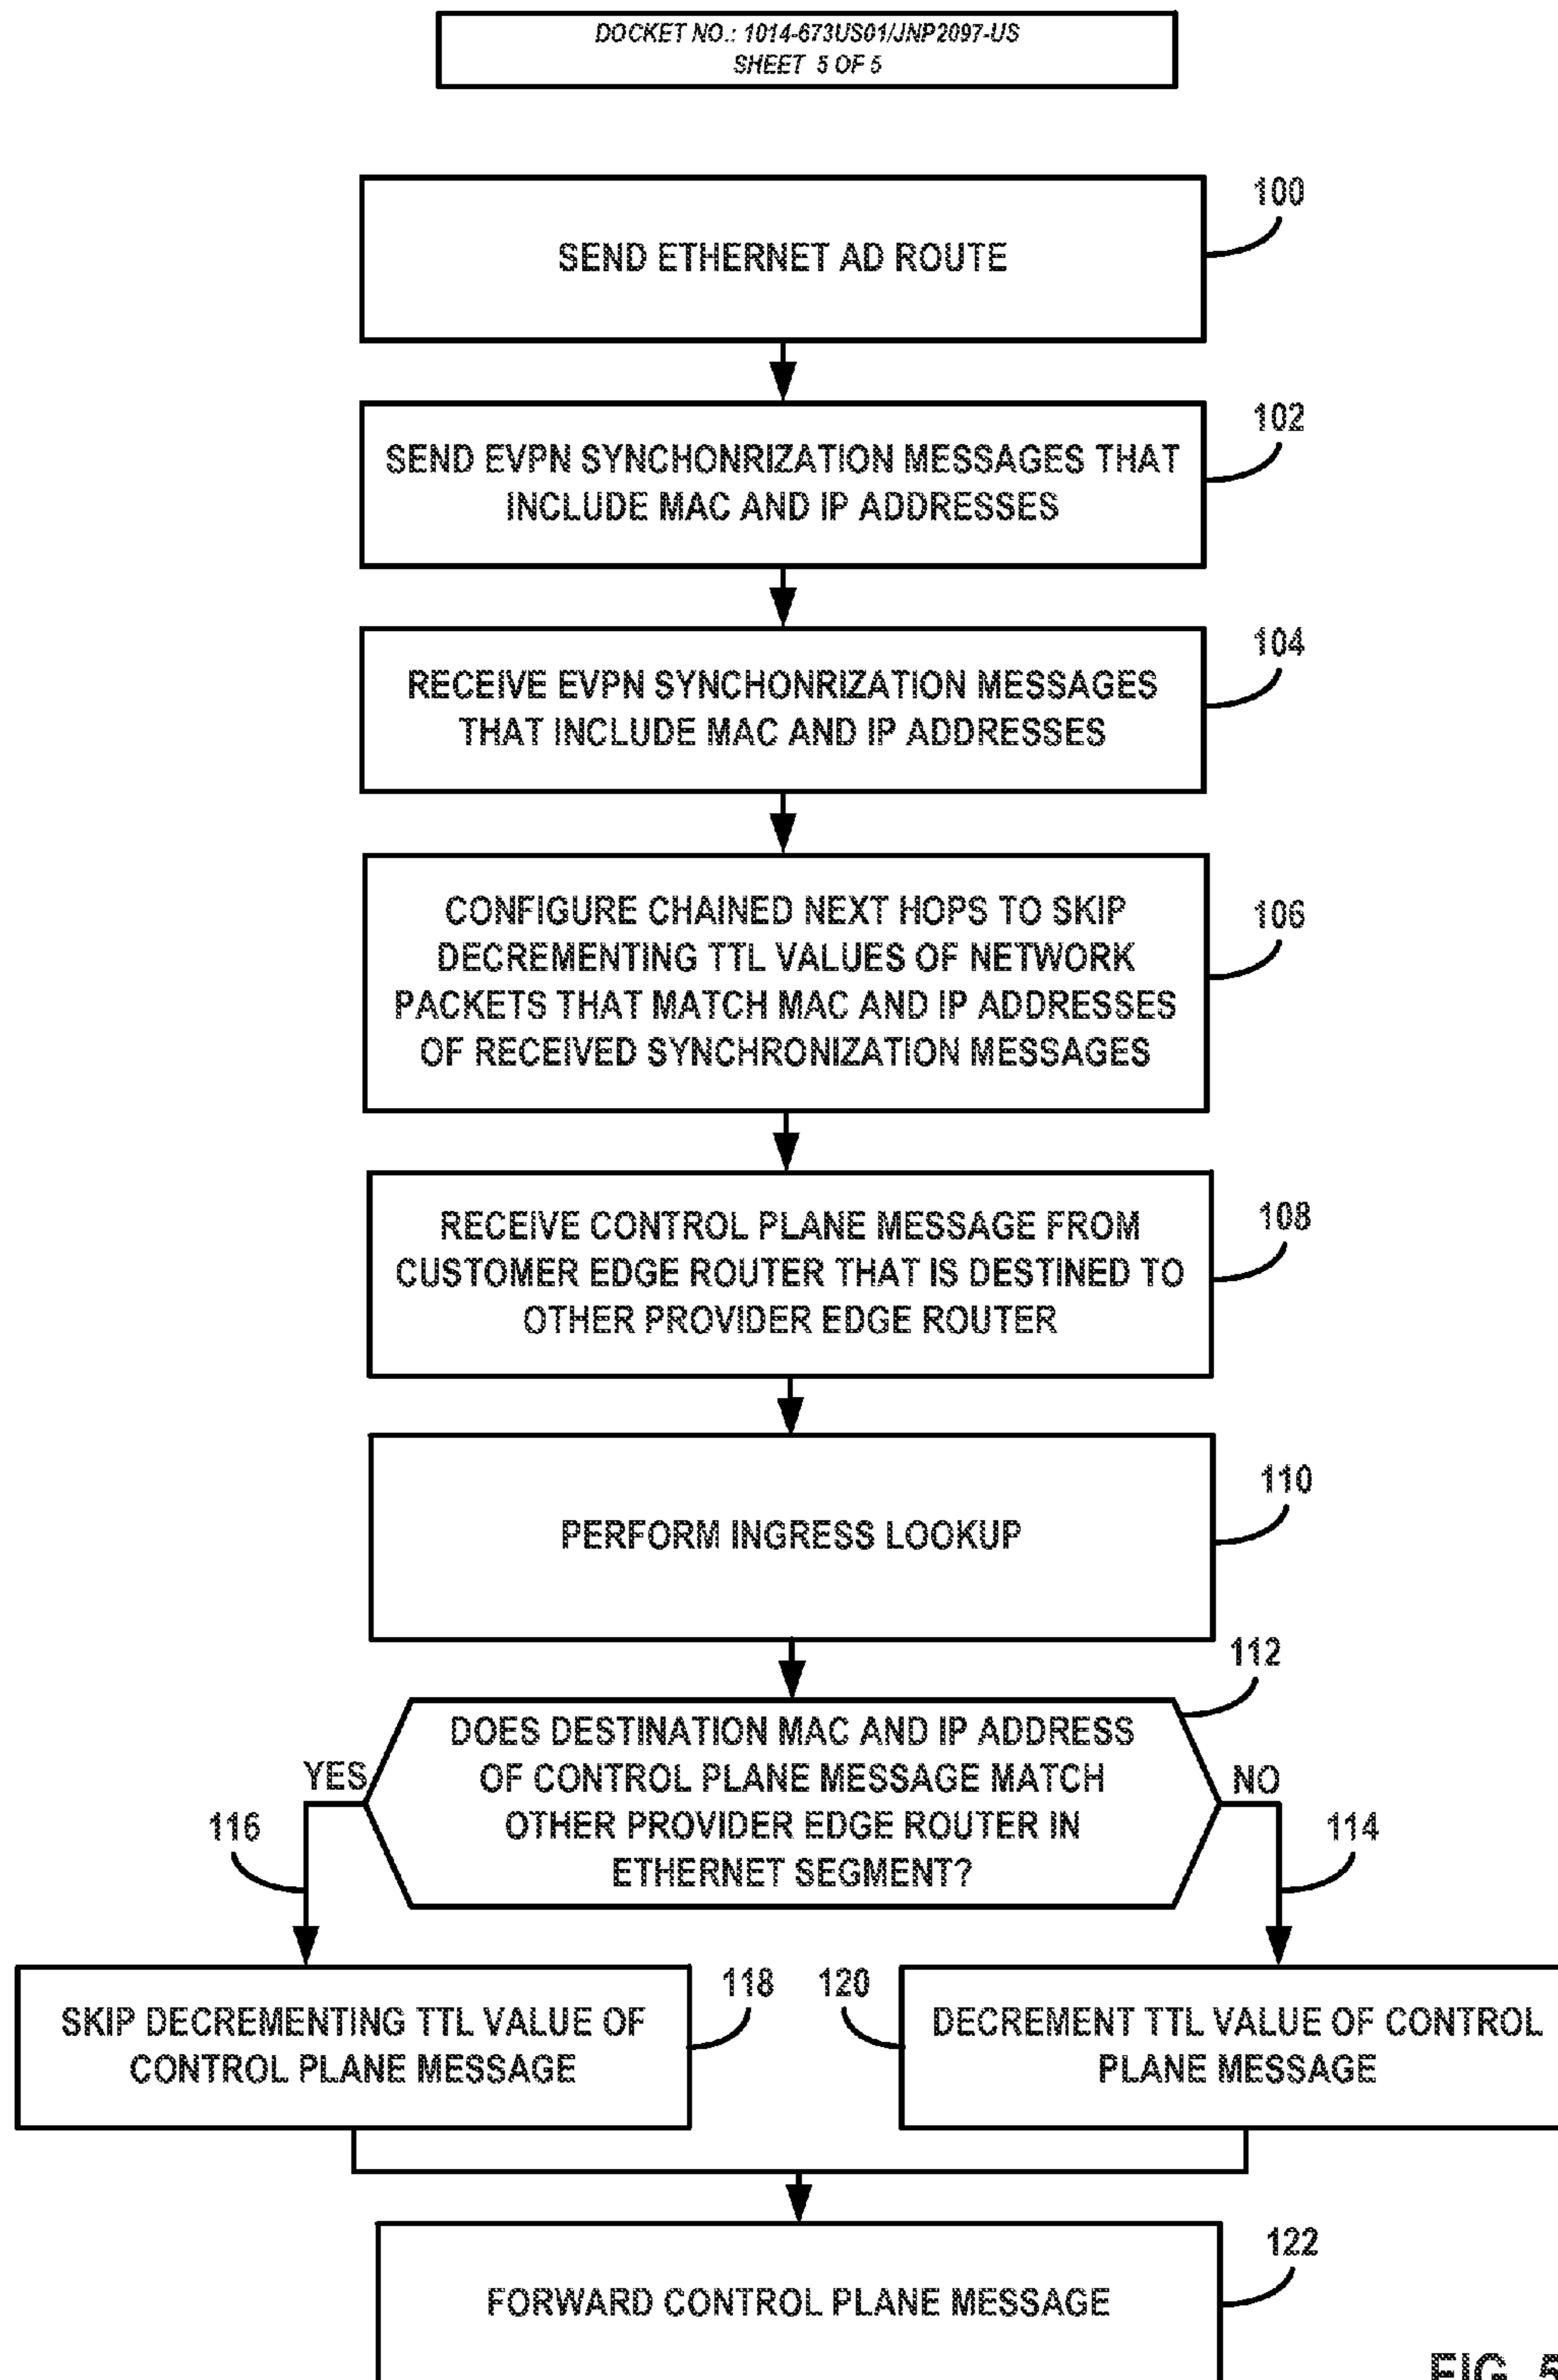 DOCKET NO.: 1014-673US01/JNP2097-US
SHEET 5 OF 5
100
SEND ETHERNET AD ROUTE
102
SEND EVPN SYNCHONRIZATION MESSAGES THAT
INCLUDE MAC AND IP ADDRESSES
104
RECEIVE EVPN SYNCHONRIZATION MESSAGES
THAT INCLUDE MAC AND IP ADDRESSES
106
CONFIGURE CHAINED NEXT HOPS TO SKIP
DECREMENTING TTL VALUES OF NETWORK
PACKETS THAT MATCH MAC AND IP ADDRESSES
OF RECEIVED SYNCHRONIZATION MESSAGES
108
RECEIVE CONTROL PLANE MESSAGE FROM
CUSTOMER EDGE ROUTER THAT IS DESTINED TO
OTHER PROVIDER EDGE ROUTER
110
PERFORM INGRESS LOOKUP
112
DOES DESTINATION MAC AND IP ADDRESS
OF CONTROL PLANE MESSAGE MATCH
OTHER PROVIDER EDGE ROUTER IN
ETHERNET SEGMENT?
YES
NO
116
114
118
120
SKIP DECREMENTING TTL VALUE OF
CONTROL PLANE MESSAGE
DECREMENT TTL VALUE OF CONTROL
PLANE MESSAGE
122
FORWARD CONTROL PLANE MESSAGE
FIG. 5